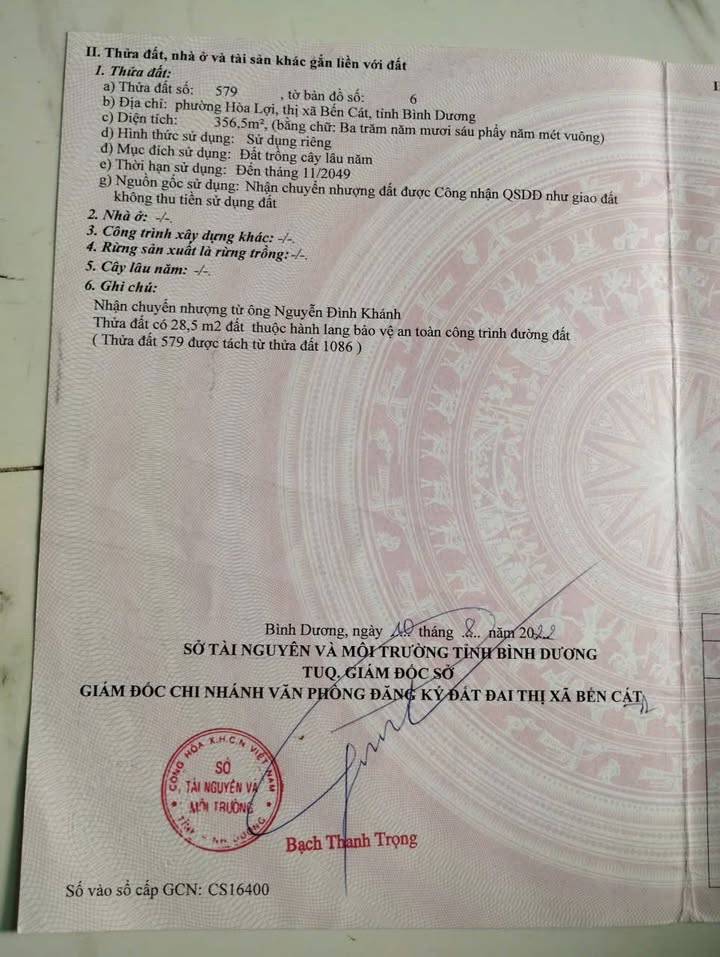 II. Thửa đất, nhà ở và tài sản khác gắn liền với đất
1. Thửa đất:
a) Thửa đất số: 579 , tờ bản đồ số: 6
b) Địa chỉ: phường Hòa Lợi, thị xã Bến Cát, tỉnh Bình Dương
c) Diện tích: 356,5m², (bằng chữ: Ba trăm năm mươi sáu phẩy năm mét vuông)
d) Hình thức sử dụng: Sử dụng riêng
đ) Mục đích sử dụng: Đất trồng cây lâu năm
e) Thời hạn sử dụng: Đến tháng 11/2049
g) Nguồn gốc sử dụng: Nhận chuyển nhượng đất được Công nhận QSDĐ như giao đất
không thu tiền sử dụng đất
2. Nhà ở: -/-.
3. Công trình xây dựng khác: -/-.
4. Rừng sản xuất là rừng trồng: -/-.
5. Cây lâu năm: -/-.
6. Ghi chú:
Nhận chuyển nhượng từ ông Nguyễn Đình Khánh
Thửa đất có 28,5 m2 đất thuộc hành lang bảo vệ an toàn công trình đường đất
( Thửa đất 579 được tách từ thửa đất 1086 )
Bình Dương, ngày 10 tháng 8 năm 2022
SỞ TÀI NGUYÊN VÀ MÔI TRƯỜNG TỈNH BÌNH DƯƠNG
TUQ. GIÁM ĐỐC SỞ
GIÁM ĐỐC CHI NHÁNH VĂN PHÒNG ĐĂNG KÝ ĐẤT ĐAI THỊ XÃ BẾN CÁT
CỘNG HÒA X.H.C.N VIỆT NAM
SỞ
TÀI NGUYÊN VÀ
MÔI TRƯỜNG
TỈNH BÌNH DƯƠNG
Bạch Thanh Trọng
Số vào sổ cấp GCN: CS16400